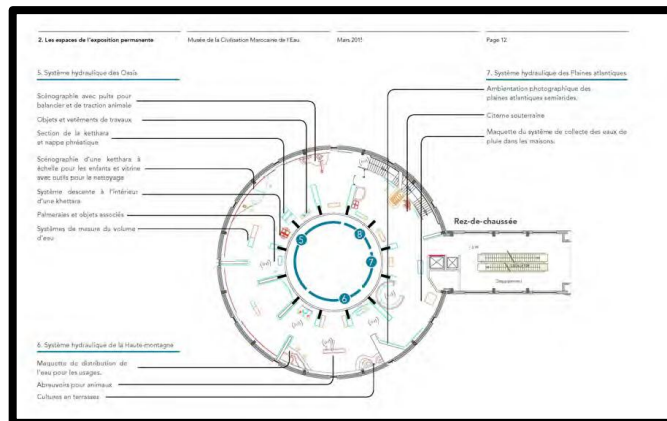 2. Les espaces de l'exposition permanente
Musée de la Civilisation Marocaine de l'Eau
Mars 2011
Page 12
5. Système hydraulique des Oasis
Scénographie avec puits pour
balancier et de traction animale
Objets et vetêments de travaux
Section de la ketthara
et nappe phréatique
Scénographie d'une kettara à
échelle pour les enfants et vitrine
avec outils pour le netoyage
Système descente à l'intérieur
d'une khettara
Palmeraies et objets associés
Systèmes de mesure du volume
d'eau
7. Système hydraulique des Plaines atlantiques
Ambientation photographique des
plaines atlantiques semiarides.
Citerne souterraine
Maquette du système de collecte des eaux de
pluie dans les maisons.
Rez-de-chaussée
5
8
7
6
6. Système hydraulique de la Haute-montagne
Maquette de distribution de
l'eau pour les usages.
Abreuvoirs pour animaux
Cultures en terrasses